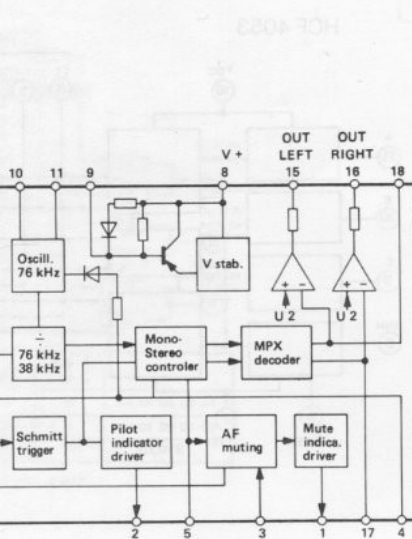 HCF 4053
OUT OUT
V + LEFT RIGHT
10 11 9 8 15 16 18
Oscill.
76 kHz
V stab.
+ − + −
U 2 U 2
÷
76 kHz
38 kHz
Mono-
Stereo
controler
MPX
decoder
Schmitt
trigger
Pilot
indicator
driver
AF
muting
Mute
indica.
driver
2 5 3 1 17 4